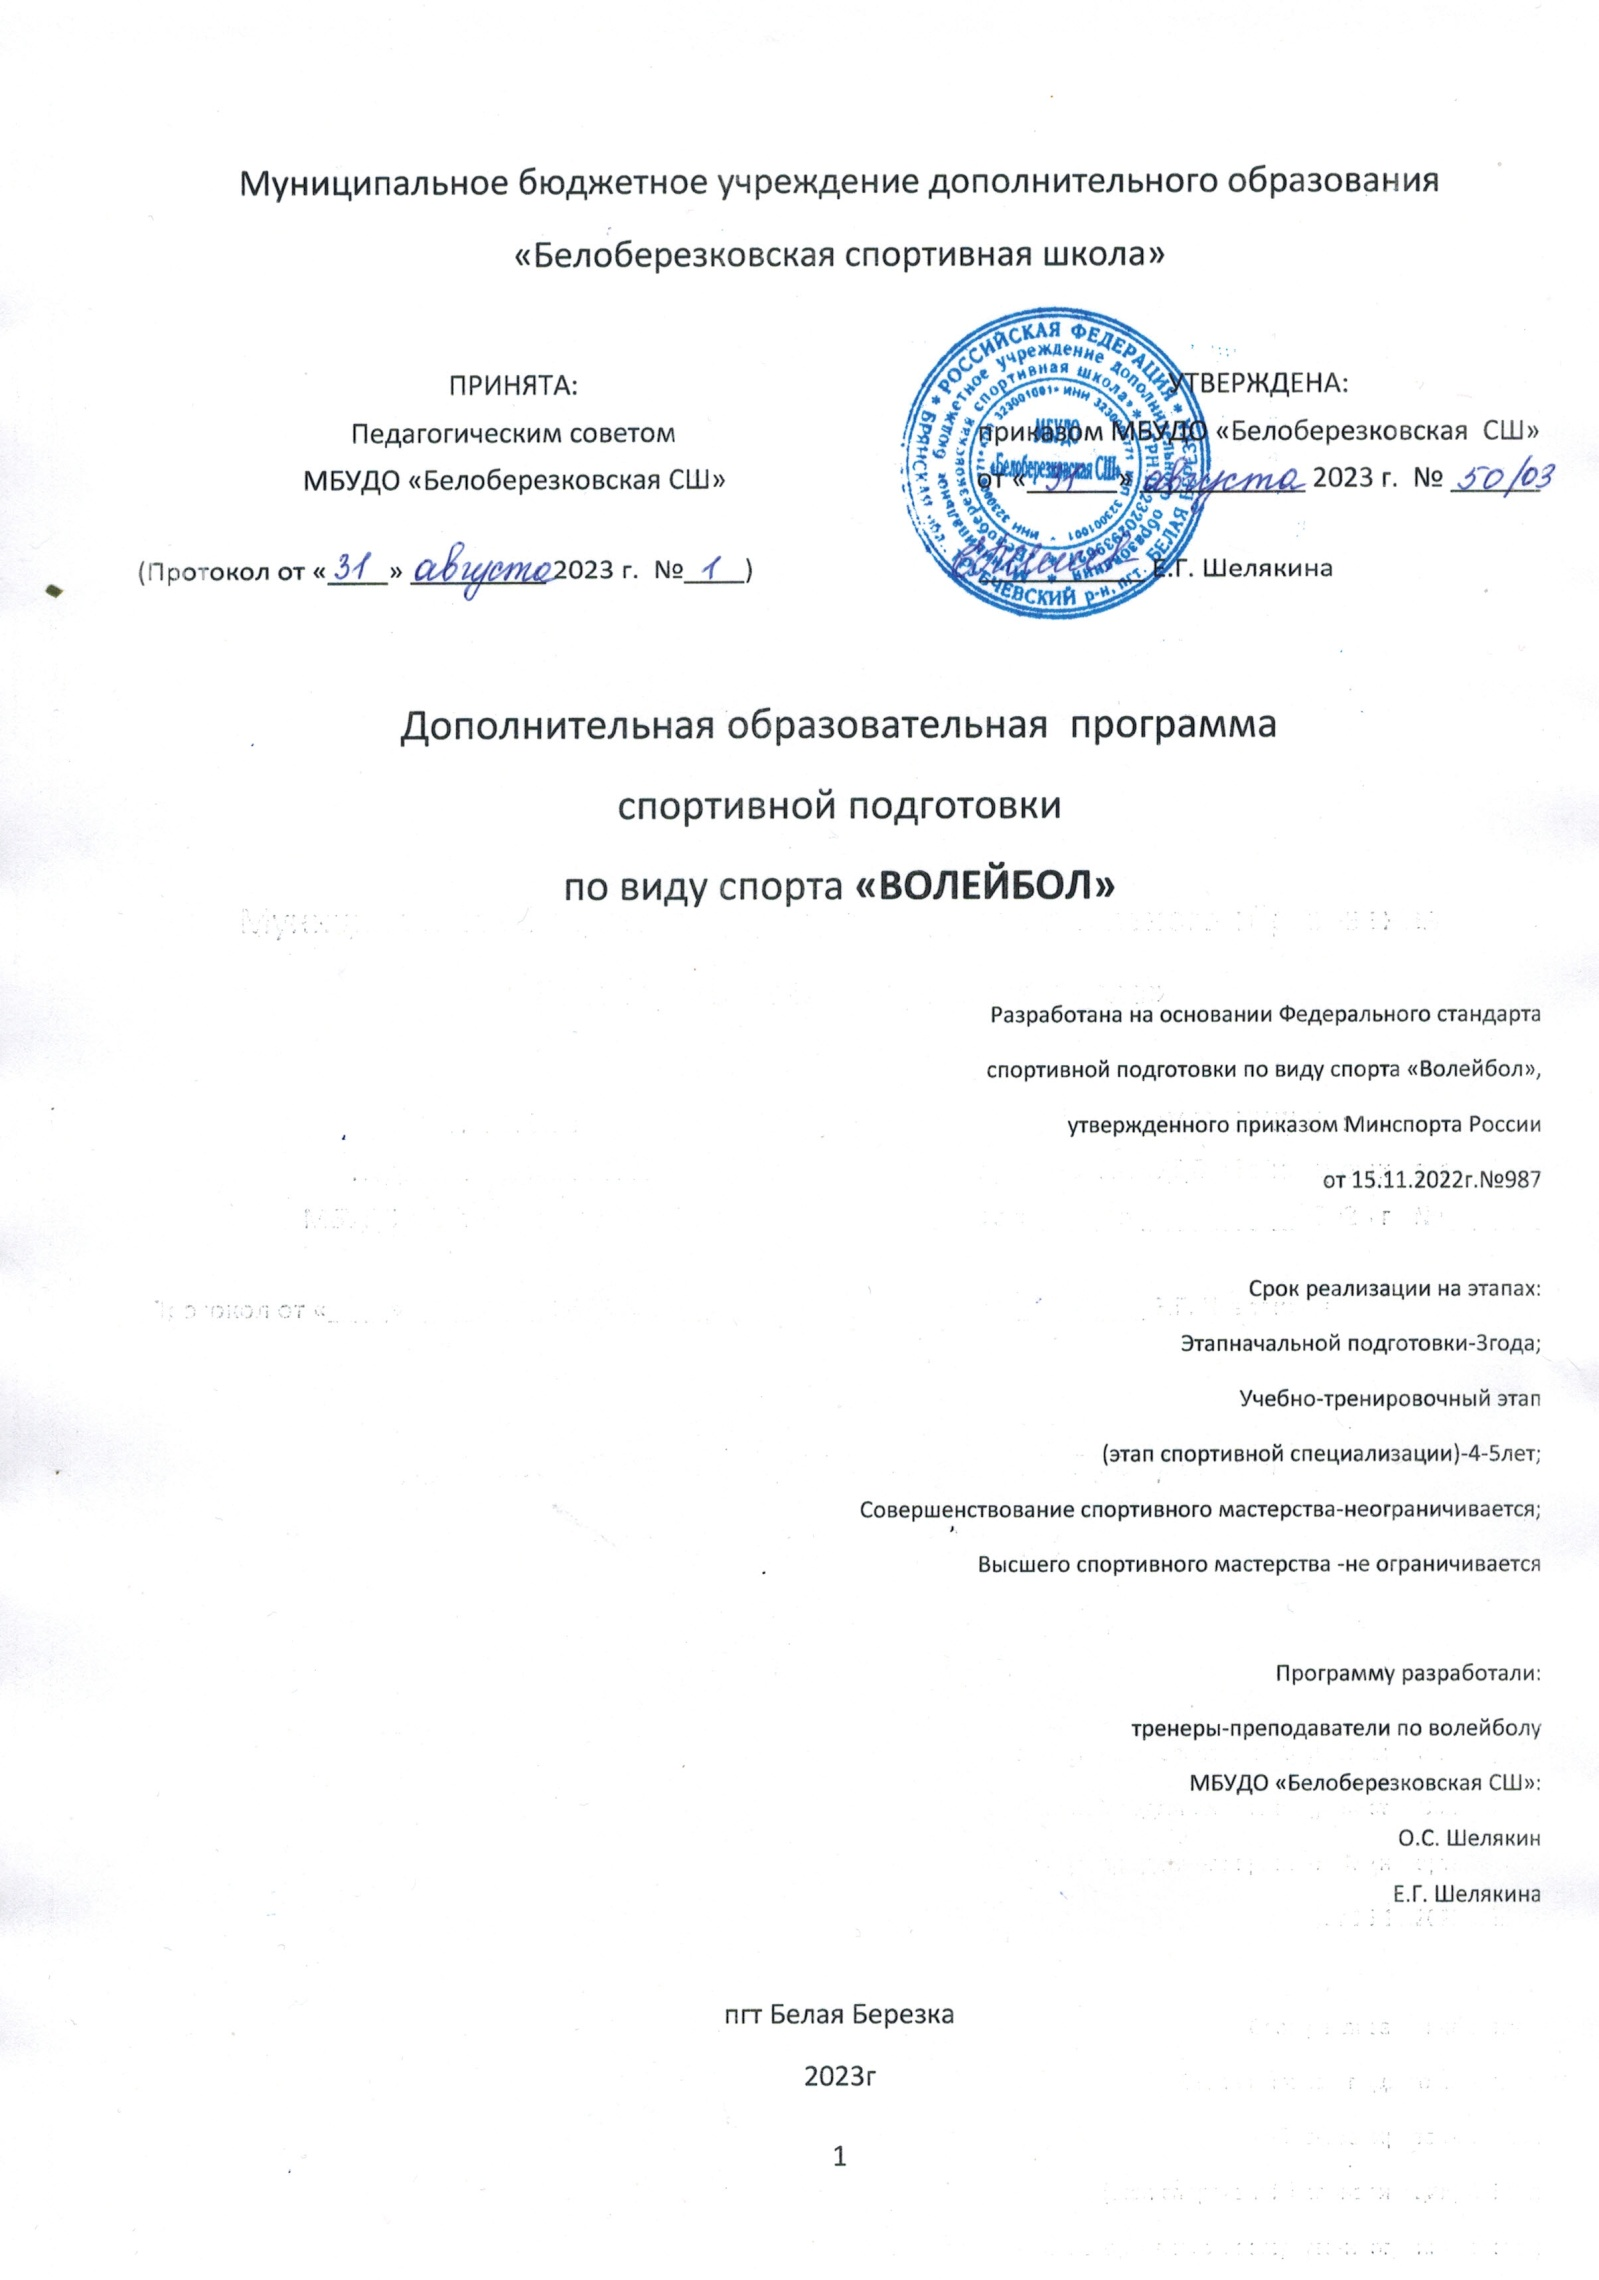 Муниципальное бюджетное учреждение дополнительного образования
«Белоберезковская спортивная школа»
ПРИНЯТА:
Педагогическим советом
МБУДО «Белоберезковская СШ»
(Протокол от «31» августа 2023 г. № 1)
УТВЕРЖДЕНА:
приказом МБУДО «Белоберезковская СШ»
от «31» августа 2023 г. № 50/03
Е.Г. Шелякина
РОССИЙСКАЯ ФЕДЕРАЦИЯ
МБУДО
«Белоберезковская СШ»
Дополнительная образовательная программа
спортивной подготовки
по виду спорта «ВОЛЕЙБОЛ»
Разработана на основании Федерального стандарта
спортивной подготовки по виду спорта «Волейбол»,
утвержденного приказом Минспорта России
от 15.11.2022г.№987
Срок реализации на этапах:
Этапначальной подготовки-3года;
Учебно-тренировочный этап
(этап спортивной специализации)-4-5лет;
Совершенствование спортивного мастерства-неограничивается;
Высшего спортивного мастерства -не ограничивается
Программу разработали:
тренеры-преподаватели по волейболу
МБУДО «Белоберезковская СШ»:
О.С. Шелякин
Е.Г. Шелякина
пгт Белая Березка
2023г
1